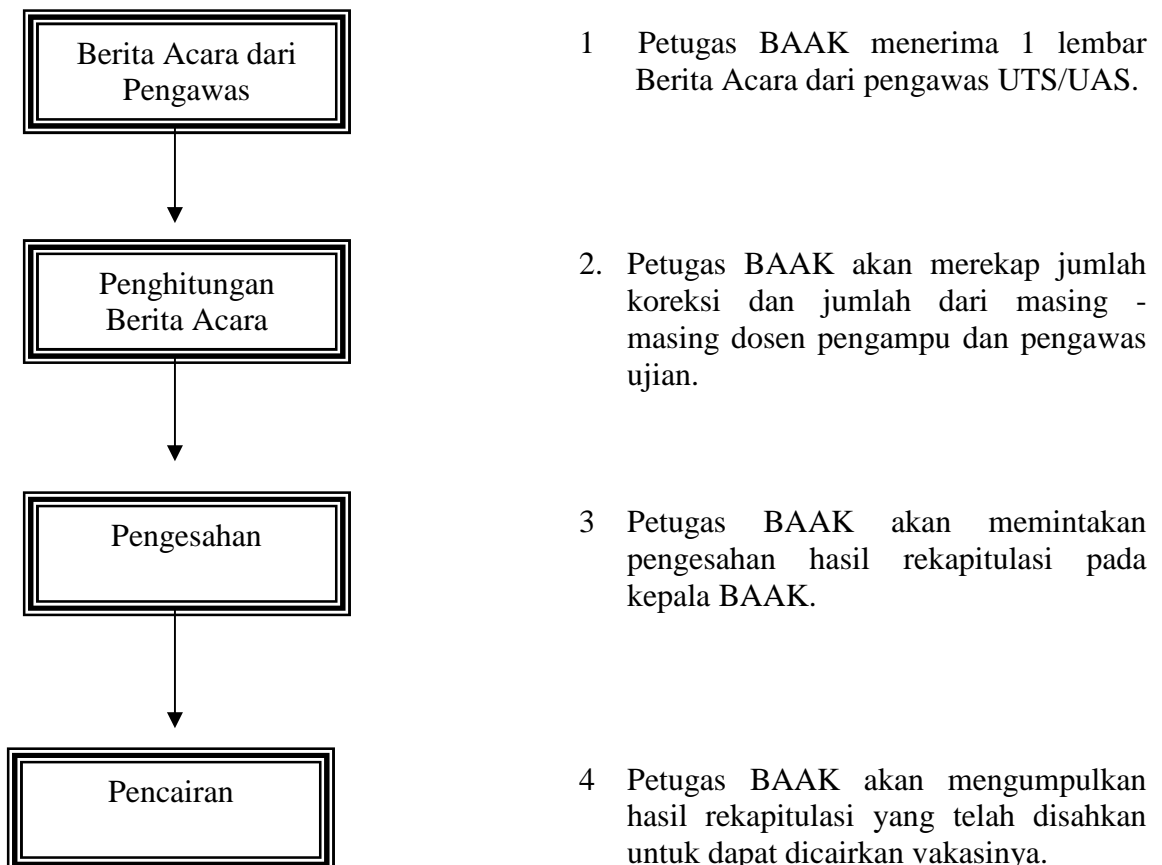 Berita Acara dari
Pengawas
1 Petugas BAAK menerima 1 lembar
Berita Acara dari pengawas UTS/UAS.
Penghitungan
Berita Acara
2. Petugas BAAK akan merekap jumlah
koreksi dan jumlah dari masing -
masing dosen pengampu dan pengawas
ujian.
Pengesahan
3 Petugas BAAK akan memintakan
pengesahan hasil rekapitulasi pada
kepala BAAK.
Pencairan
4 Petugas BAAK akan mengumpulkan
hasil rekapitulasi yang telah disahkan
untuk dapat dicairkan vakasinya.